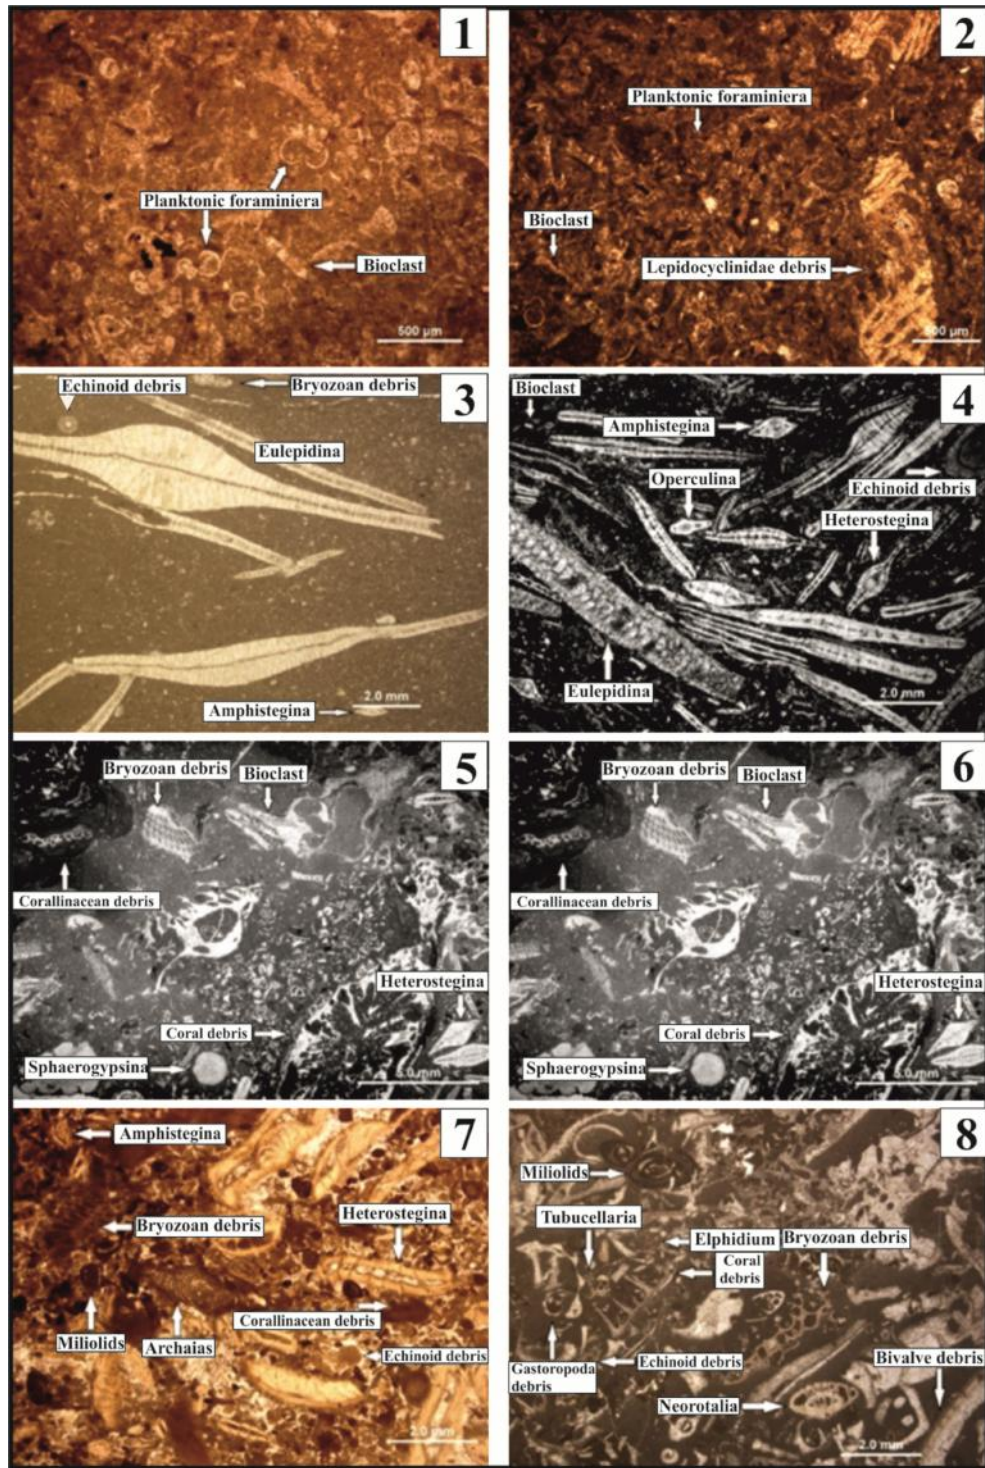 1
Planktonic foraminiera
Bioclast
500 µm
2
Planktonic foraminiera
Bioclast
Lepidocyclinidae debris
500 µm
3
Echinoid debris
Bryozoan debris
Eulepidina
2.0 mm
Amphistegina
4
Bioclast
Amphistegina
Operculina
Echinoid debris
Heterostegina
Eulepidina
2.0 mm
5
Bryozoan debris
Bioclast
Corallinacean debris
Heterostegina
Coral debris
Sphaerogypsina
5.0 mm
6
Bryozoan debris
Bioclast
Corallinacean debris
Heterostegina
Coral debris
Sphaerogypsina
5.0 mm
7
Amphistegina
Bryozoan debris
Heterostegina
Corallinacean debris
Miliolids
Archaias
Echinoid debris
2.0 mm
8
Miliolids
Tubucellaria
Elphidium
Bryozoan debris
Coral
debris
Gastoropoda
debris
Echinoid debris
Bivalve debris
Neorotalia
2.0 mm